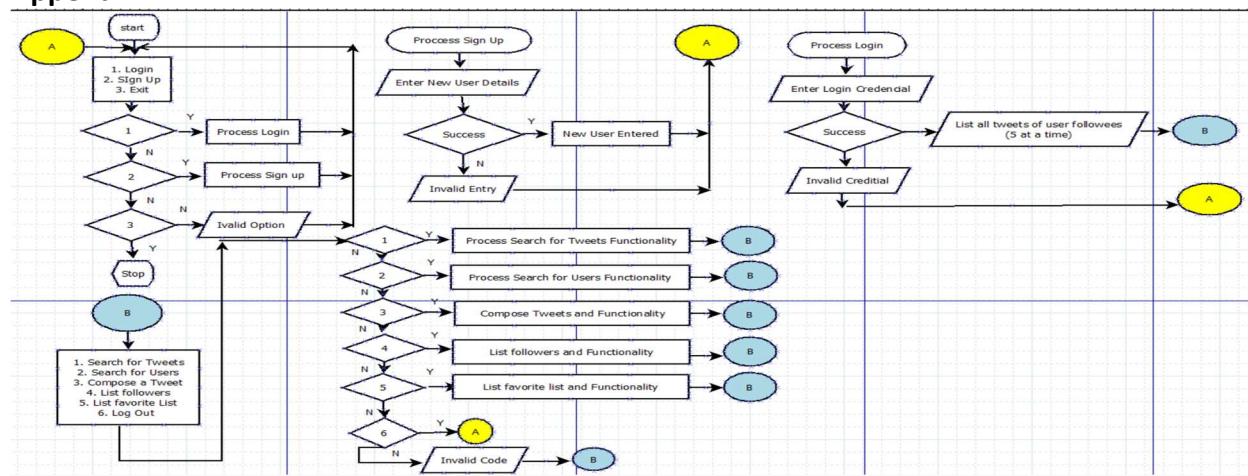 start
A
1. Login
2. SIgn Up
3. Exit
1
Y
Process Login
N
2
Y
Process Sign up
N
3
N
Ivalid Option
Y
Stop
Proccess Sign Up
Enter New User Details
Success
Y
New User Entered
N
Invalid Entry
A
Process Login
Enter Login Credendal
Success
List all tweets of user followees
(5 at a time)
B
Invalid Creditial
A
B
1. Search for Tweets
2. Search for Users
3. Compose a Tweet
4. List followers
5. List favorite List
6. Log Out
1
Y
Process Search for Tweets Functionality
B
N
2
Y
Process Search for Users Functionality
B
N
3
Y
Compose Tweets and Functionality
B
N
4
Y
List followers and Functionality
B
N
5
Y
List favorite list and Functionality
B
N
6
Y
A
N
Invalid Code
B